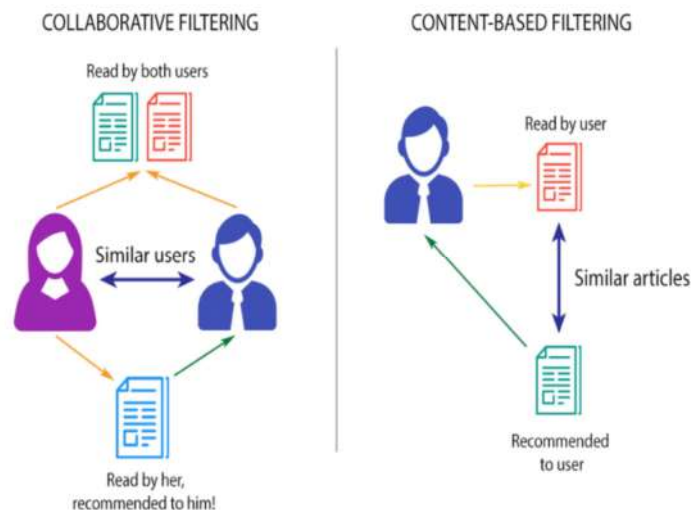 COLLABORATIVE FILTERING
Read by both users
Similar users
Read by her,
recommended to him!
CONTENT-BASED FILTERING
Read by user
Similar articles
Recommended
to user